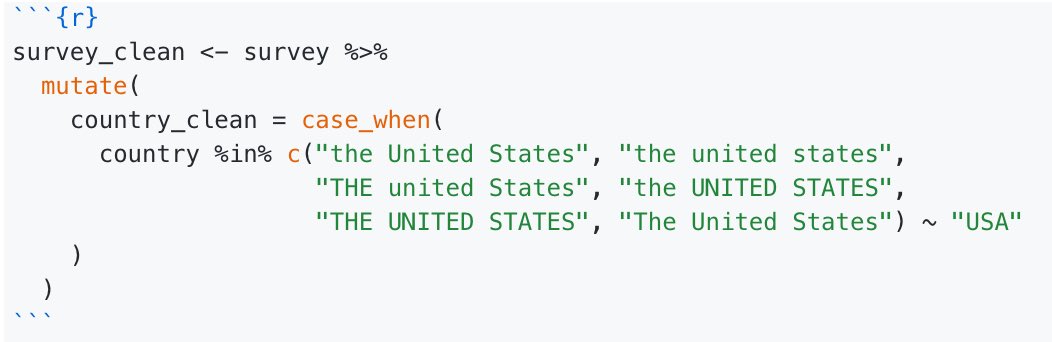 ```{r}
survey_clean <- survey %>%
  mutate(
    country_clean = case_when(
      country %in% c("the United States", "the united states",
                     "THE united States", "the UNITED STATES",
                     "THE UNITED STATES", "The United States") ~ "USA"
    )
  )
```